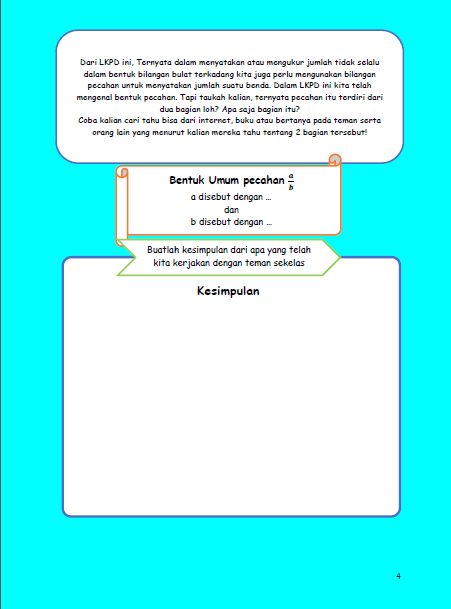 Dari LKPD ini, Ternyata dalam menyatakan atau mengukur jumlah tidak selalu
dalam bentuk bilangan bulat terkadang kita juga perlu mengunakan bilangan
pecahan untuk menyatakan jumlah suatu benda. Dalam LKPD ini kita telah
mengenal bentuk pecahan. Tapi taukah kalian, ternyata pecahan itu terdiri dari
dua bagian loh? Apa saja bagian itu?
Coba kalian cari tahu bisa dari internet, buku atau bertanya pada teman serta
orang lain yang menurut kalian mereka tahu tentang 2 bagian tersebut!
Bentuk Umum pecahan a/b
a disebut dengan ...
dan
b disebut dengan ...
Buatlah kesimpulan dari apa yang telah
kita kerjakan dengan teman sekelas
Kesimpulan
4